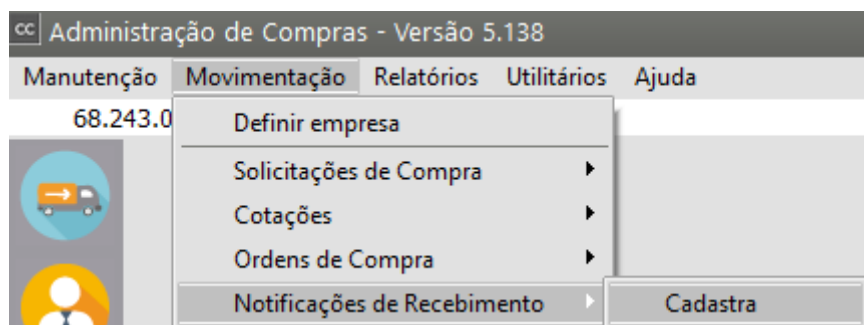 cc Administração de Compras - Versão 5.138
Manutenção Movimentação Relatórios Utilitários Ajuda
68.243.0
Definir empresa
Solicitações de Compra
Cotações
Ordens de Compra
Notificações de Recebimento Cadastra